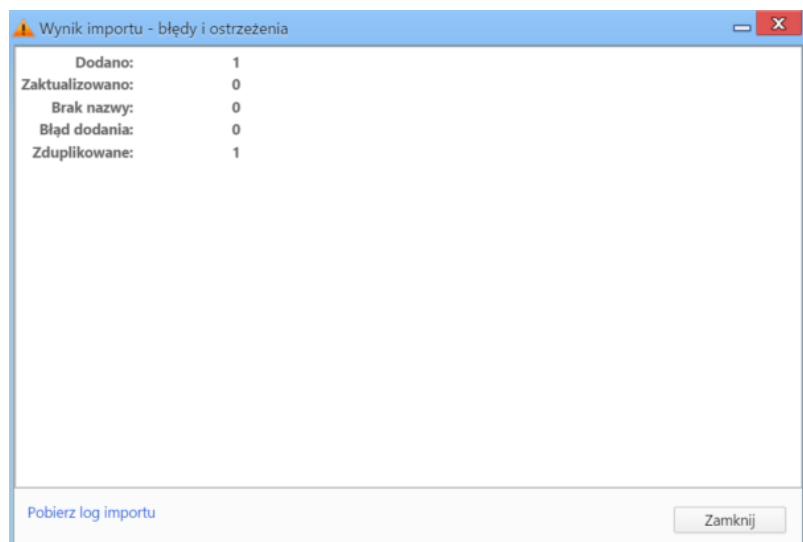 Wynik importu - błędy i ostrzeżenia
Dodano: 1
Zaktualizowano: 0
Brak nazwy: 0
Błąd dodania: 0
Zduplikowane: 1
Pobierz log importu
Zamknij